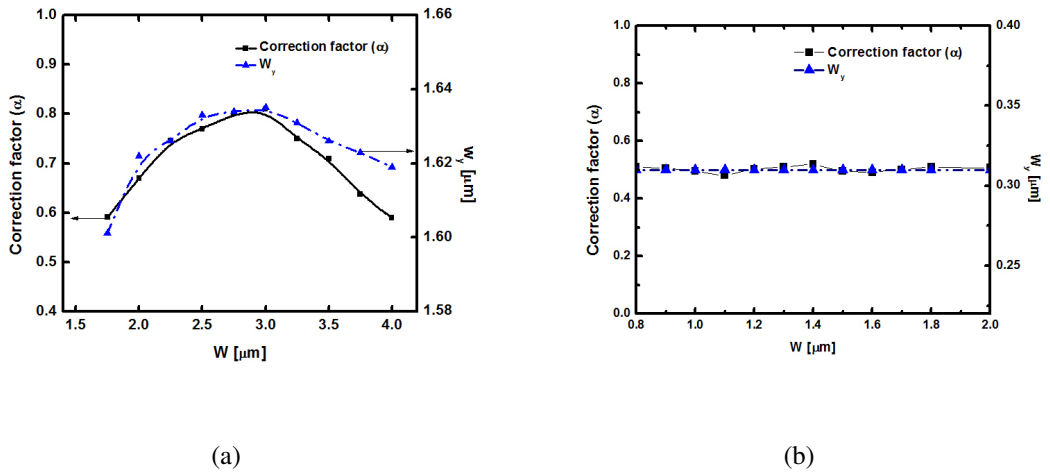 1.0
0.9
0.8
0.7
0.6
0.5
0.4
Correction factor (α)
Correction factor (α)
Wy
1.66
1.64
1.62
1.60
1.58
Wy [μm]
1.5 2.0 2.5 3.0 3.5 4.0
W [μm]
(a)
1.0
0.8
0.6
0.4
0.2
0.0
Correction factor (α)
Correction factor (α)
Wy
0.40
0.35
0.30
0.25
Wy [μm]
0.8 1.0 1.2 1.4 1.6 1.8 2.0
W [μm]
(b)